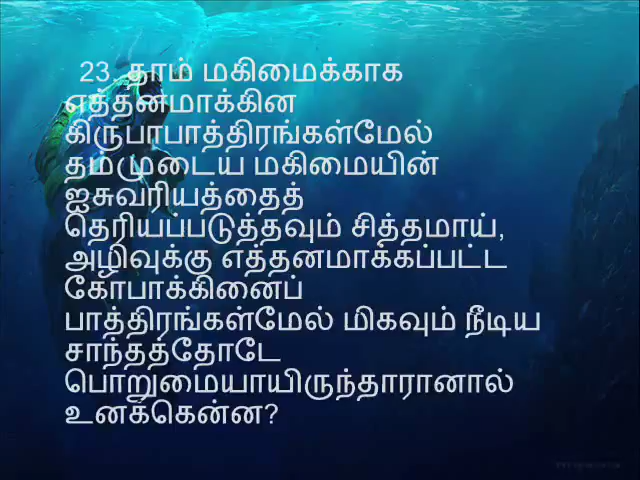 23. தாம் மகிமைக்காக
எத்தனமாக்கின
கிருபாபாத்திரங்கள்மேல்
தம்முடைய மகிமையின்
ஐசுவரியத்தைத்
தெரியப்படுத்தவும் சித்தமாய்,
அழிவுக்கு எத்தனமாக்கப்பட்ட
கோபாக்கினைப்
பாத்திரங்கள்மேல் மிகவும் நீடிய
சாந்தத்தோடே
பொறுமையாயிருந்தாரானால்
உனக்கென்ன?